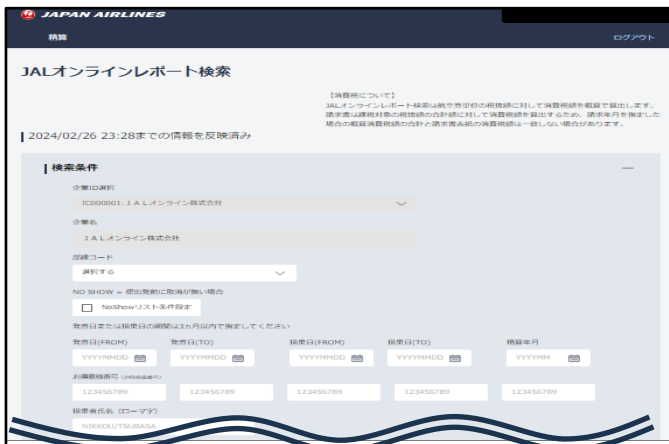 JAPAN AIRLINES
精算
ログアウト
JALオンラインレポート検索
【消費税について】
JALオンラインレポート検索は航空券単位の税抜額に対して消費税額を概算で算出します。
請求書は課税対象の税抜額の合計額に対して消費税額を算出するため、請求年月を指定した
場合の概算消費税額の合計と請求書表紙の消費税額は一致しない場合があります。
2024/02/26 23:28までの情報を反映済み
検索条件
企業ID選択
ICD00001: ＪＡＬオンライン株式会社
企業名
ＪＡＬオンライン株式会社
部課コード
選択する
NO SHOW = 便出発前に取消が無い場合
NoShowリスト条件設定
発券日または搭乗日の期間は3ヵ月以内で指定してください
発券日(FROM) 発券日(TO) 搭乗日(FROM) 搭乗日(TO) 精算年月
YYYYMMDD YYYYMMDD YYYYMMDD YYYYMMDD YYYYMM
お得意様番号
123456789 123456789 123456789 123456789 123456789
搭乗者氏名（ローマ字）
NIKKOU/TSUBASA